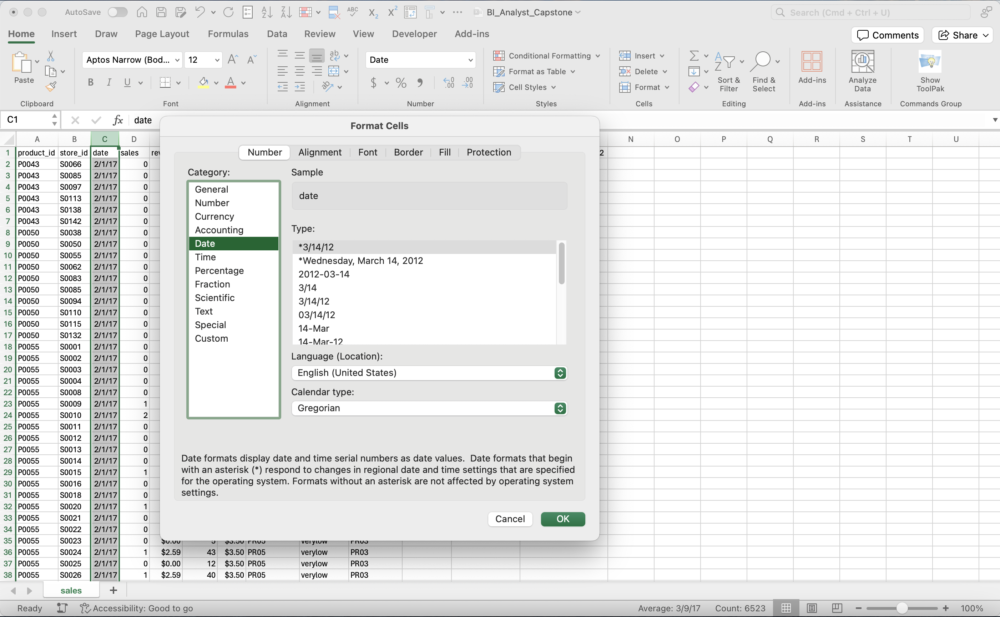 AutoSave
BI_Analyst_Capstone
Search (Cmd + Ctrl + U)
Home Insert Draw Page Layout Formulas Data Review View Developer Add-ins
Comments Share
Paste
Aptos Narrow (Bod... 12
Date
Conditional Formatting
Format as Table
Cell Styles
Insert
Delete
Format
Sort & Filter
Find & Select
Add-ins
Analyze Data
Show ToolPak
Clipboard Font Alignment Number Styles Cells Editing Add-ins Assistance Commands Group
C1 fx date
Format Cells
A B C D N O P Q R S T U
1 product_id store_id date sales rev 2
2 P0043 S0066 2/1/17 0
3 P0043 S0085 2/1/17 0
4 P0043 S0097 2/1/17 0
5 P0043 S0113 2/1/17 0
6 P0043 S0138 2/1/17 0
7 P0043 S0142 2/1/17 0
8 P0050 S0038 2/1/17 0
9 P0050 S0050 2/1/17 0
10 P0050 S0055 2/1/17 0
11 P0050 S0062 2/1/17 0
12 P0050 S0083 2/1/17 0
13 P0050 S0085 2/1/17 0
14 P0050 S0094 2/1/17 0
15 P0050 S0110 2/1/17 0
16 P0050 S0115 2/1/17 0
17 P0050 S0132 2/1/17 0
18 P0055 S0001 2/1/17 0
19 P0055 S0002 2/1/17 0
20 P0055 S0003 2/1/17 0
21 P0055 S0004 2/1/17 0
22 P0055 S0008 2/1/17 0
23 P0055 S0009 2/1/17 1
24 P0055 S0010 2/1/17 2
25 P0055 S0011 2/1/17 0
26 P0055 S0012 2/1/17 0
27 P0055 S0013 2/1/17 0
28 P0055 S0014 2/1/17 0
29 P0055 S0015 2/1/17 1
30 P0055 S0016 2/1/17 0
31 P0055 S0018 2/1/17 0
32 P0055 S0020 2/1/17 1
33 P0055 S0021 2/1/17 0
34 P0055 S0022 2/1/17 0
35 P0055 S0023 2/1/17 0 $0.00 5 $3.50 PR05 verylow PR03
36 P0055 S0024 2/1/17 1 $2.59 43 $3.50 PR05 verylow PR03
37 P0055 S0025 2/1/17 0 $0.00 12 $3.50 PR05 verylow PR03
38 P0055 S0026 2/1/17 1 $2.59 40 $3.50 PR05 verylow PR03
Number Alignment Font Border Fill Protection
Category:
General
Number
Currency
Accounting
Date
Time
Percentage
Fraction
Scientific
Text
Special
Custom
Sample
date
Type:
*3/14/12
*Wednesday, March 14, 2012
2012-03-14
3/14
3/14/12
03/14/12
14-Mar
14-Mar-12
Language (Location):
English (United States)
Calendar type:
Gregorian
Date formats display date and time serial numbers as date values. Date formats that begin
with an asterisk (*) respond to changes in regional date and time settings that are specified
for the operating system. Formats without an asterisk are not affected by operating system
settings.
Cancel OK
sales
Ready Accessibility: Good to go Average: 3/9/17 Count: 6523 100%